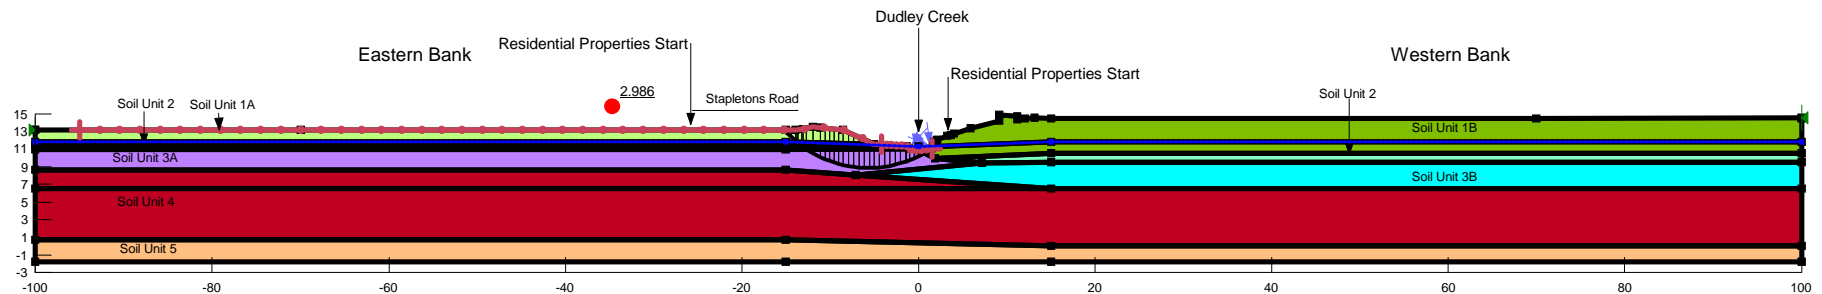 Dudley Creek
Eastern Bank
Residential Properties Start
Western Bank
Residential Properties Start
2.986
Stapletons Road
Soil Unit 2
Soil Unit 1A
Soil Unit 2
Soil Unit 1B
Soil Unit 3A
Soil Unit 3B
Soil Unit 4
Soil Unit 5
15
13
11
9
7
5
3
1
-1
-3
-100
-80
-60
-40
-20
0
20
40
60
80
100